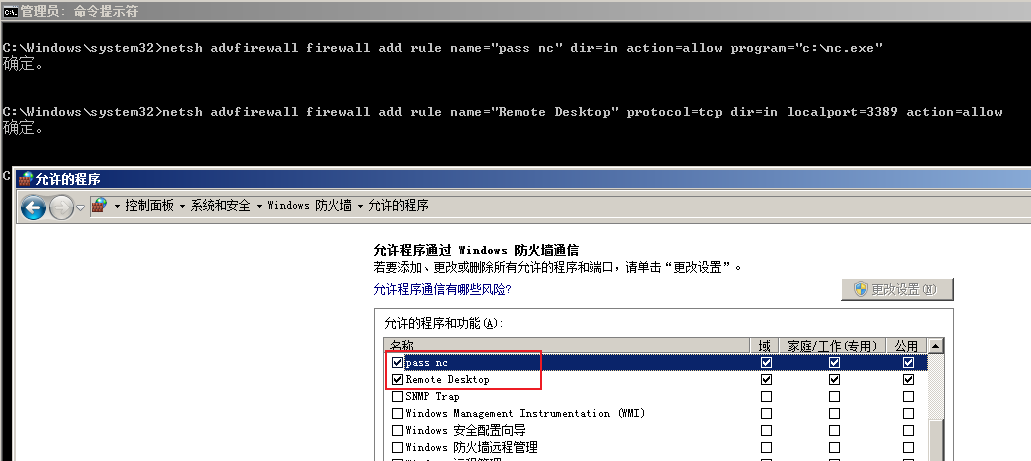 管理员: 命令提示符
C:\Windows\system32>netsh advfirewall firewall add rule name="pass nc" dir=in action=allow program="c:\nc.exe"
确定。
C:\Windows\system32>netsh advfirewall firewall add rule name="Remote Desktop" protocol=tcp dir=in localport=3389 action=allow
确定。
C
允许的程序
控制面板 系统和安全 Windows 防火墙 允许的程序
允许程序通过 Windows 防火墙通信
若要添加、更改或删除所有允许的程序和端口，请单击“更改设置”。
允许程序通信有哪些风险?
更改设置(N)
允许的程序和功能(A):
名称 域 家庭/工作(专用) 公用
pass nc
Remote Desktop
SNMP Trap
Windows Management Instrumentation (WMI)
Windows 安全配置向导
Windows 防火墙远程管理